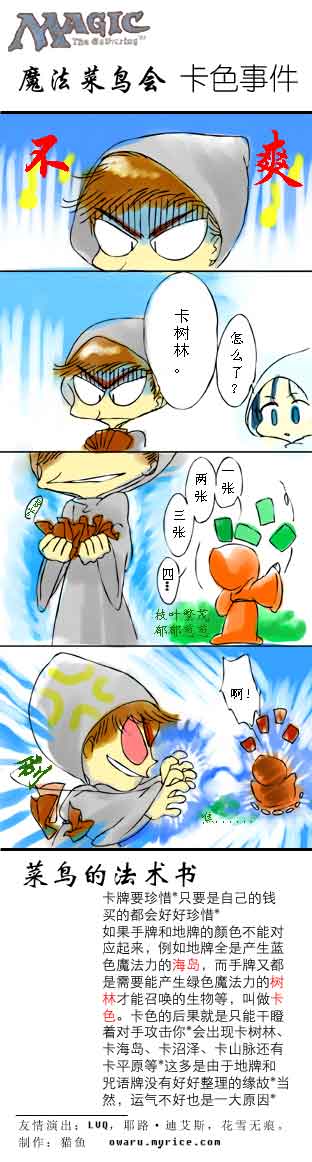 MAGIC
The Gathering
魔法菜鸟会 卡色事件
不爽
怎么了？
卡树林。
一张
两张
三张
四…
枝叶繁茂
郁郁葱葱
啊！
焦......
菜鸟的法术书
卡牌要珍惜*只要是自己的钱
买的都会好好珍惜*
如果手牌和地牌的颜色不能对
应起来，例如地牌全是产生蓝
色魔法力的海岛，而手牌又都
是需要能产生绿色魔法力的树
林才能召唤的生物等，叫做卡
色。卡色的后果就是只能干瞪
着对手攻击你*会出现卡树林、
卡海岛、卡沼泽、卡山脉还有
卡平原等*这多是由于地牌和
咒语牌没有好好整理的缘故*当
然，运气不好也是一大原因*
友情演出：LVQ，耶路·迪艾斯，花雪无痕。
制作：猫鱼 owaru.myrice.com